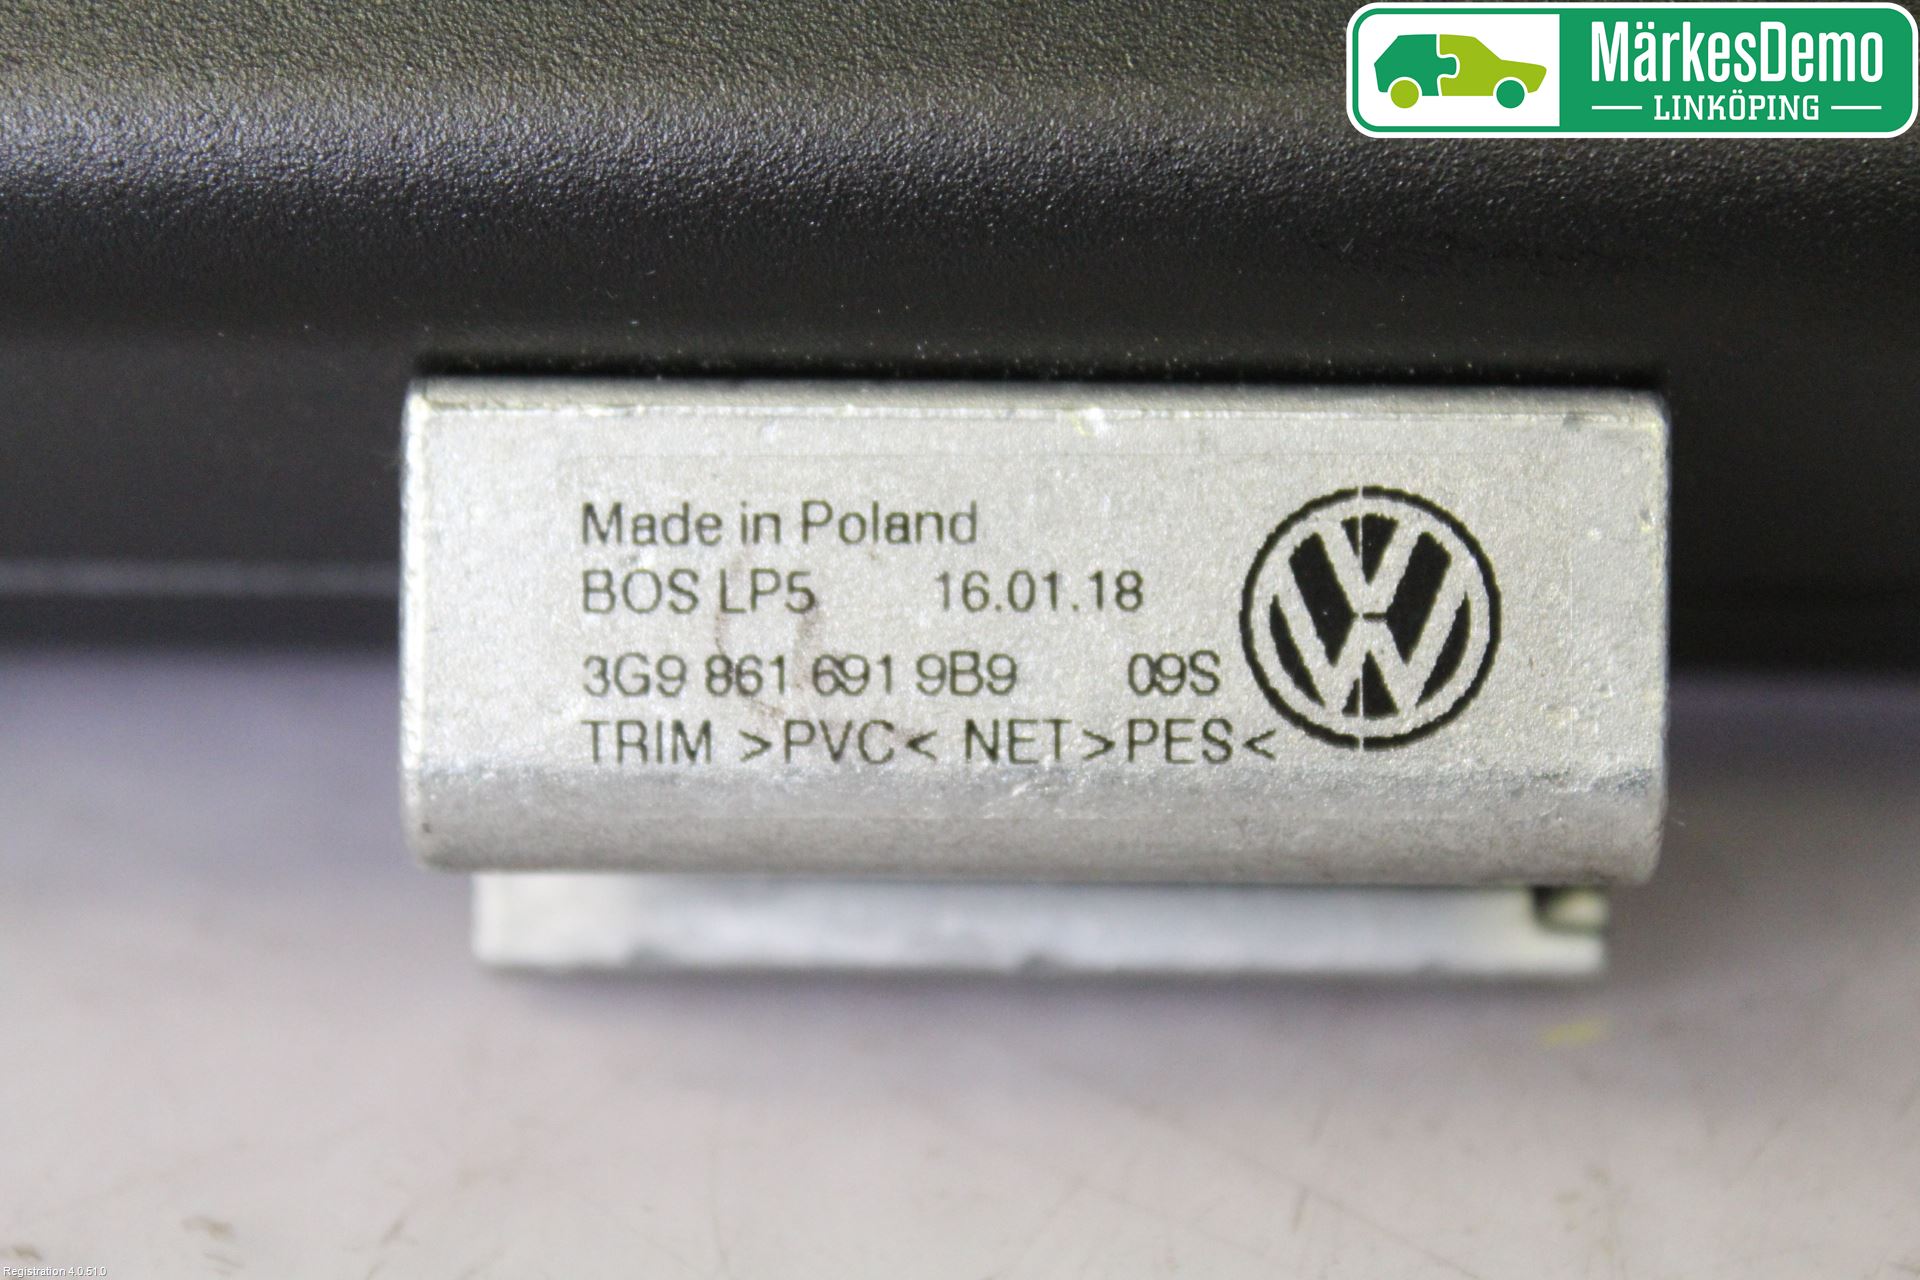 MärkesDemo
LINKÖPING
Made in Poland
BOS LP5 16.01.18
3G9 861 691 9B9 09S
TRIM >PVC< NET >PES<
Registration 4.0.51.0